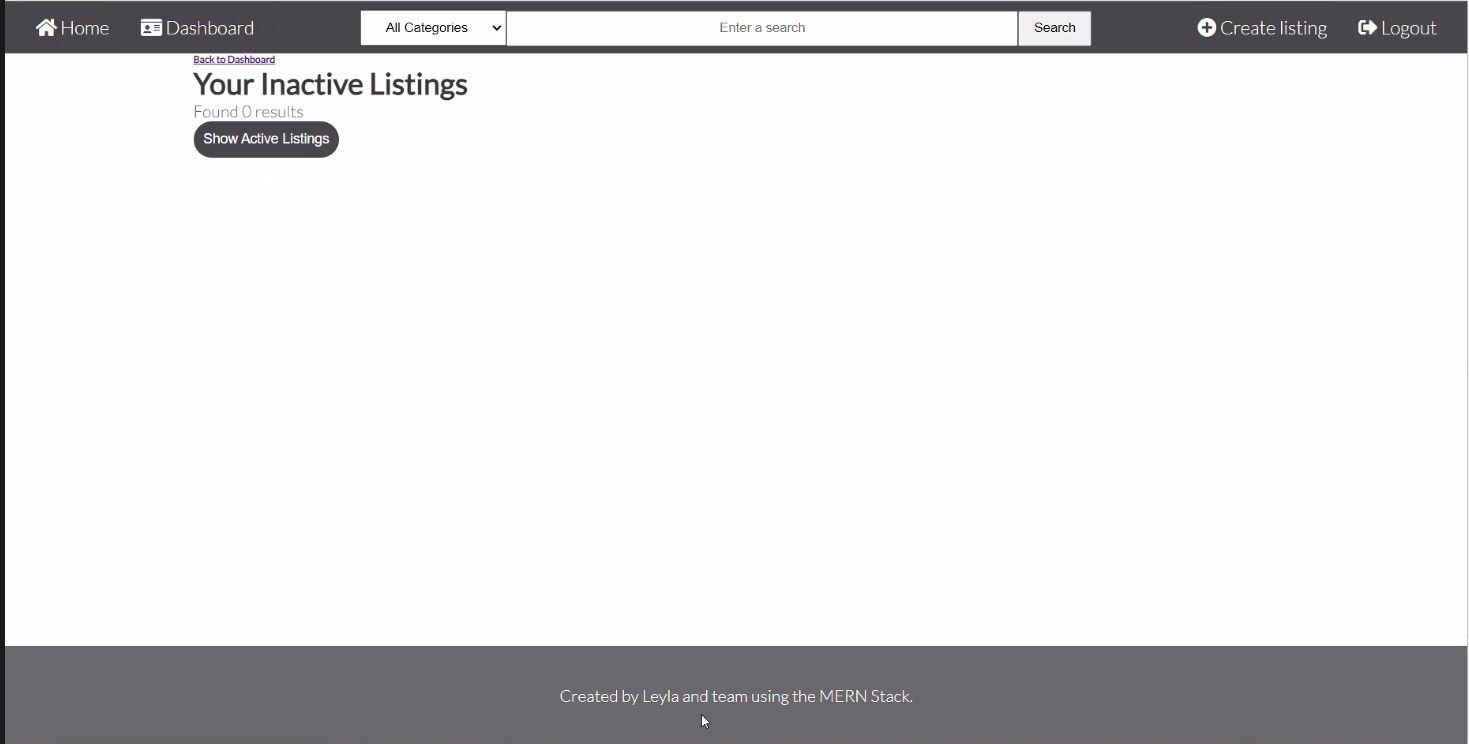 Home Dashboard All Categories Enter a search Search Create listing Logout
Back to Dashboard
Your Inactive Listings
Found 0 results
Show Active Listings
Created by Leyla and team using the MERN Stack.